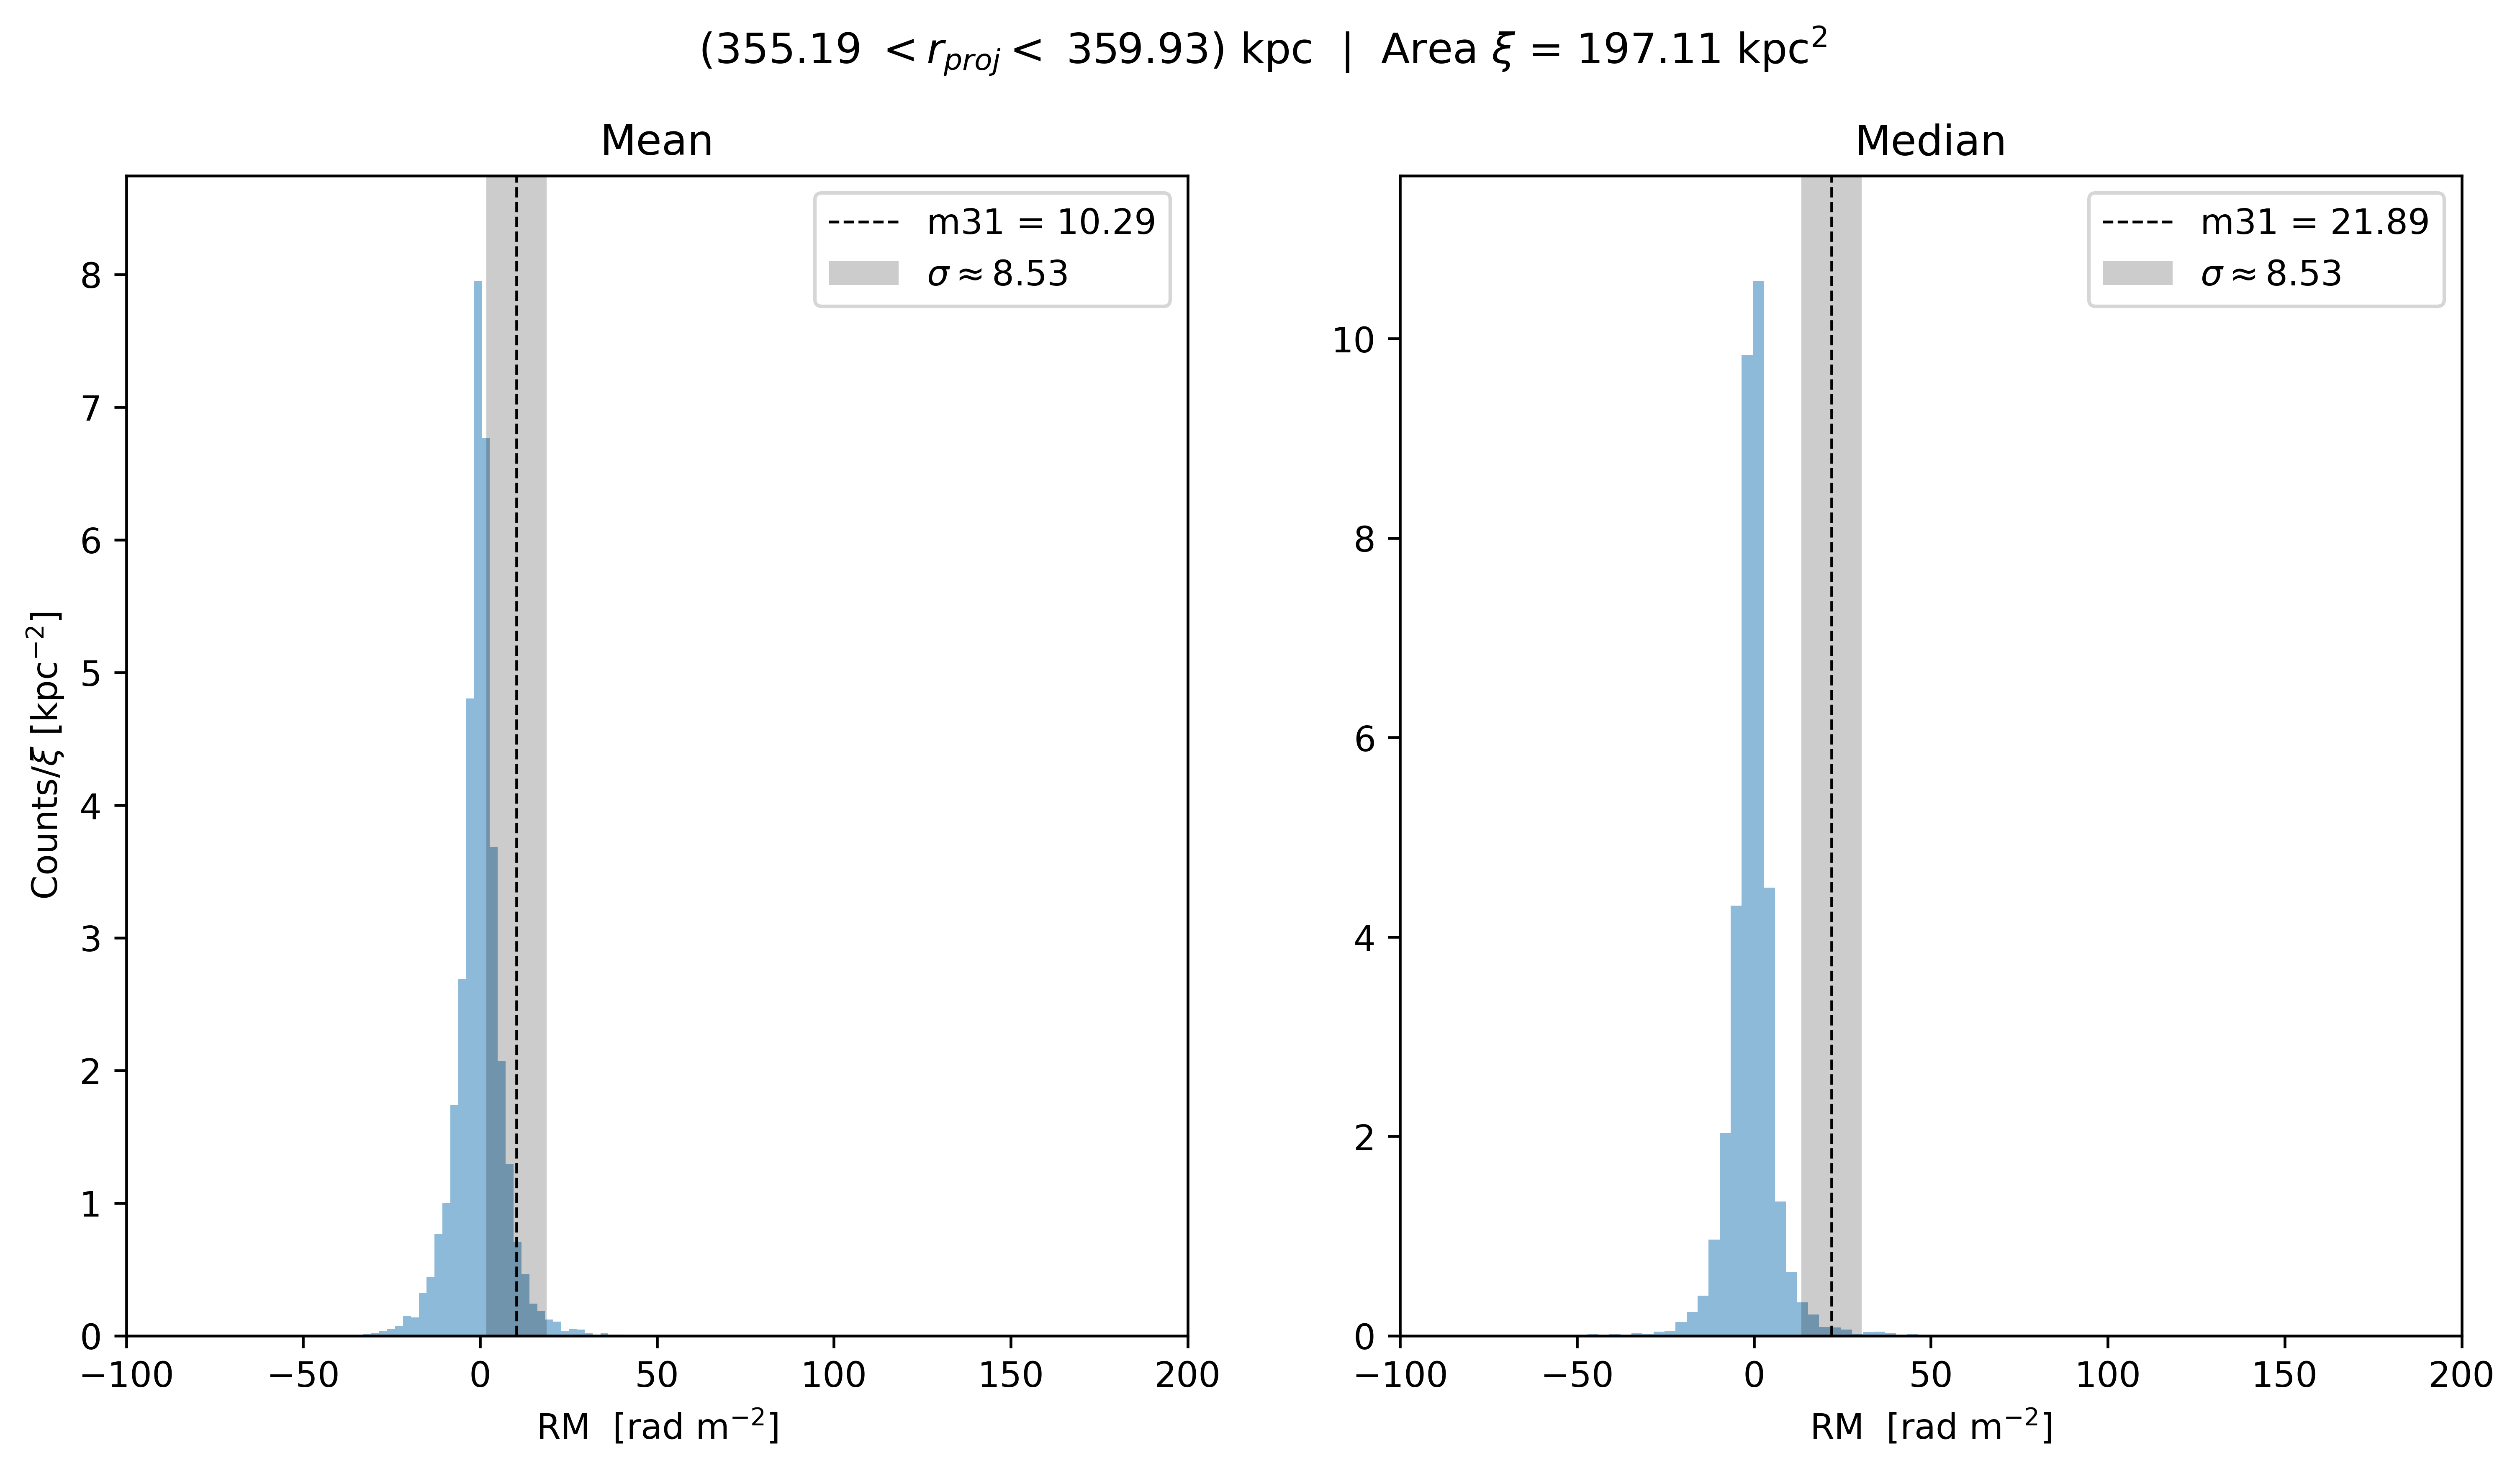 (355.19 < r_proj < 359.93) kpc | Area ξ = 197.11 kpc²
Mean
m31 = 10.29
σ ≈ 8.53
8
7
6
5
4
3
2
1
0
Counts/ξ [kpc⁻²]
−100 −50 0 50 100 150 200
RM [rad m⁻²]
Median
m31 = 21.89
σ ≈ 8.53
10
8
6
4
2
0
−100 −50 0 50 100 150 200
RM [rad m⁻²]